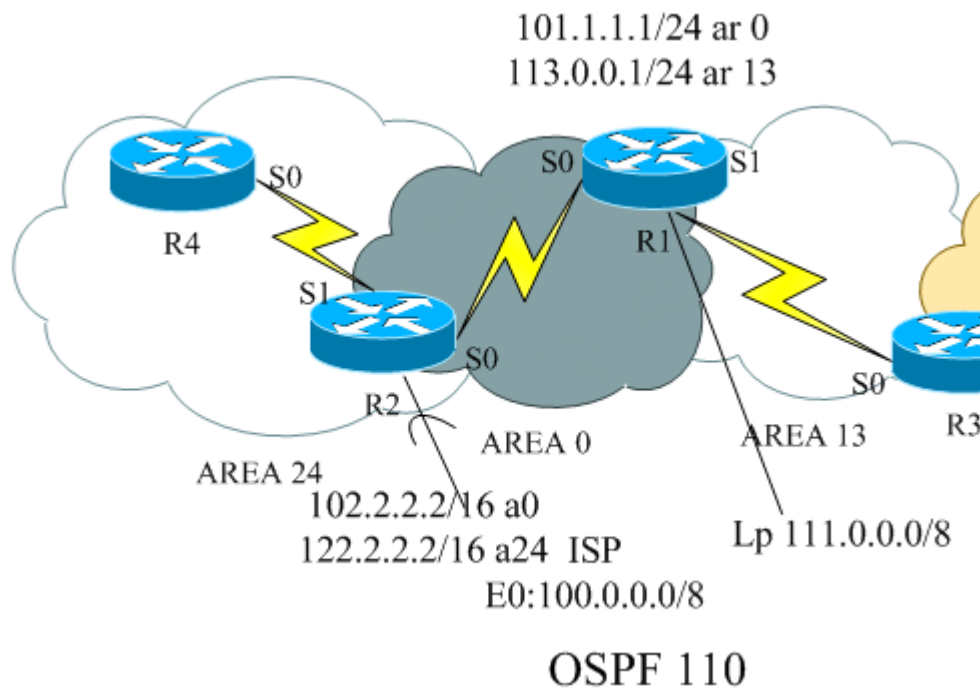 101.1.1.1/24 ar 0
113.0.0.1/24 ar 13
S0
S0
S1
R4
R1
S1
R2
S0
S0
R3
AREA 24
AREA 0
AREA 13
102.2.2.2/16 a0
122.2.2.2/16 a24 ISP
E0:100.0.0.0/8
Lp 111.0.0.0/8
OSPF 110